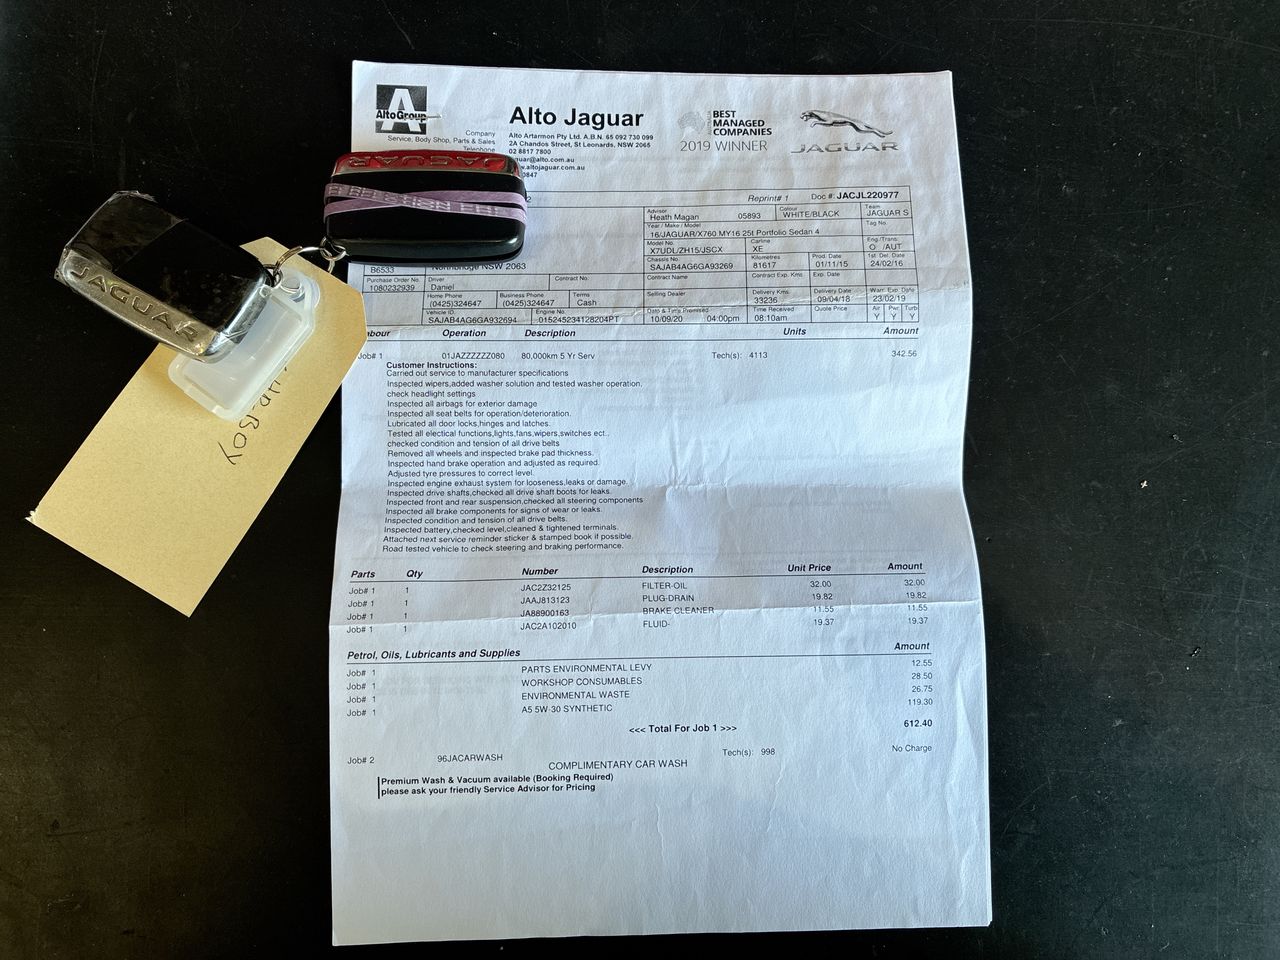 Alto Group
Alto Jaguar
Company
Service, Body Shop, Parts & Sales
Telephone
Alto Artarmon Pty Ltd. A.B.N. 65 092 730 099
2A Chandos Street, St Leonards, NSW 2065
02 8817 7800
guar@alto.com.au
w.altojaguar.com.au
0847
BEST
MANAGED
COMPANIES
2019 WINNER
JAGUAR
JAGUAR
JAGUAR
UR-BOY
Reprint# 1 Doc #: JACJL220977
Advisor
Heath Magan 05893
Colour
WHITE/BLACK
Team
JAGUAR S
Year / Make / Model
16/JAGUAR/X760 MY16 25t Portfolio Sedan 4
Tag No.
Model No.
X7UDL/ZH15/JSCX
Carline
XE
Eng./Trans.
O /AUT
Chassis No.
SAJAB4AG6GA93269
Kilometres
81617
Prod. Date
01/11/15
1st. Del. Date
24/02/16
B6533 Northbridge NSW 2063
Purchase Order No.
1080232939
Driver
Daniel
Contract No.
Contract Name
Contract Exp. Kms
Exp. Date
Home Phone
(0425)324647
Business Phone
(0425)324647
Terms
Cash
Selling Dealer
Delivery Kms.
33236
Delivery Date
09/04/18
Warr. Exp. Date
23/02/19
Vehicle ID.
SAJAB4AG6GA932694
Engine No.
015245234128204PT
Date & Time Promised
10/09/20 04:00pm
Time Received
08:10am
Quote Price
Air Pwr Turb
Y Y Y
abour Operation Description Units Amount
Job# 1 01JAZZZZZZ080 80,000km 5 Yr Serv Tech(s): 4113 342.56
Customer Instructions:
Carried out service to manufacturer specifications
Inspected wipers,added washer solution and tested washer operation.
check headlight settings
Inspected all airbags for exterior damage
Inspected all seat belts for operation/deterioration.
Lubricated all door locks,hinges and latches.
Tested all electical functions,lights,fans,wipers,switches ect..
checked condition and tension of all drive belts
Removed all wheels and inspected brake pad thickness.
Inspected hand brake operation and adjusted as required.
Adjusted tyre pressures to correct level.
Inspected engine exhaust system for looseness,leaks or damage.
Inspected drive shafts,checked all drive shaft boots for leaks.
Inspected front and rear suspension,checked all steering components
Inspected all brake components for signs of wear or leaks.
Inspected condition and tension of all drive belts.
Inspected battery,checked level,cleaned & tightened terminals.
Attached next service reminder sticker & stamped book if possible.
Road tested vehicle to check steering and braking performance.
Parts Qty Number Description Unit Price Amount
Job# 1 1 JAC2Z32125 FILTER-OIL 32.00 32.00
Job# 1 1 JAAJ813123 PLUG-DRAIN 19.82 19.82
Job# 1 1 JA88900163 BRAKE CLEANER 11.55 11.55
Job# 1 1 JAC2A102010 FLUID- 19.37 19.37
Petrol, Oils, Lubricants and Supplies Amount
Job# 1 PARTS ENVIRONMENTAL LEVY 12.55
Job# 1 WORKSHOP CONSUMABLES 28.50
Job# 1 ENVIRONMENTAL WASTE 26.75
Job# 1 A5 5W-30 SYNTHETIC 119.30
<<< Total For Job 1 >>> 612.40
Job# 2 96JACARWASH Tech(s): 998 No Charge
COMPLIMENTARY CAR WASH
Premium Wash & Vacuum available (Booking Required)
please ask your friendly Service Advisor for Pricing